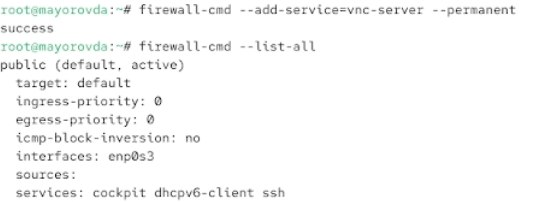 root@mayorovda:~# firewall-cmd --add-service=vnc-server --permanent
success
root@mayorovda:~# firewall-cmd --list-all
public (default, active)
  target: default
  ingress-priority: 0
  egress-priority: 0
  icmp-block-inversion: no
  interfaces: enp0s3
  sources:
  services: cockpit dhcpv6-client ssh